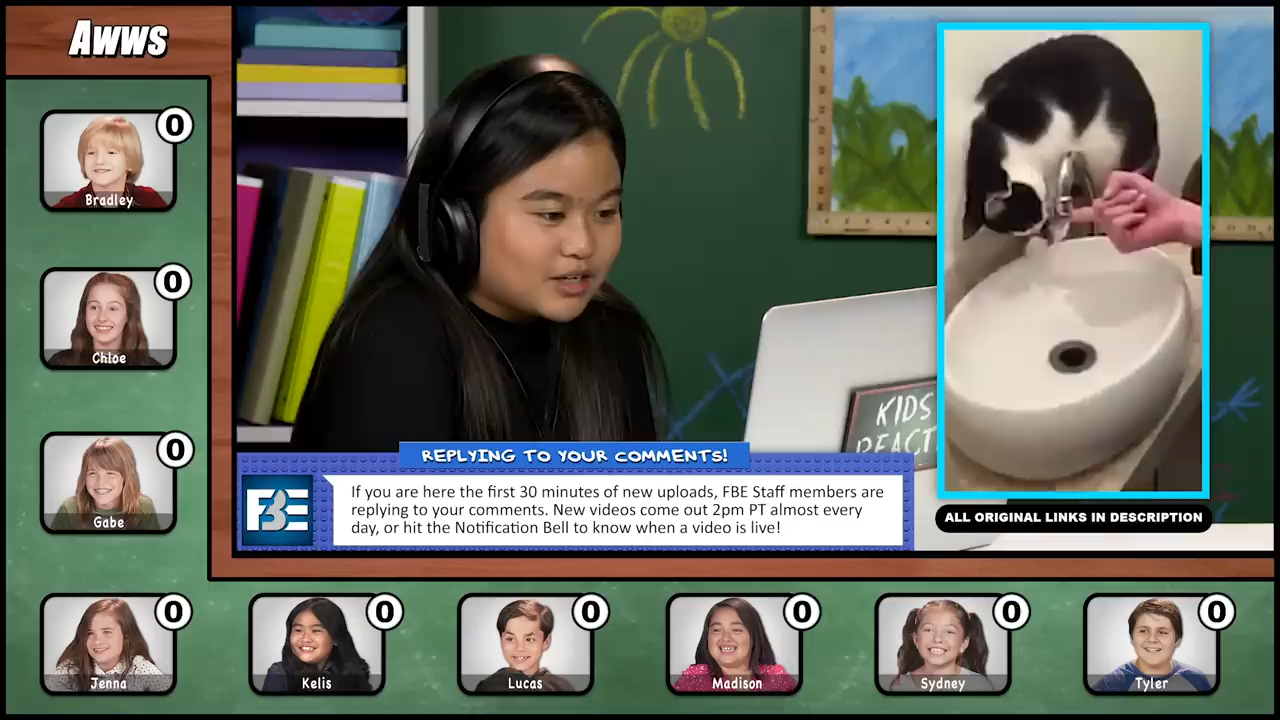 Awws
0
Bradley
0
Chloe
0
Gabe
KIDS
REACT
REPLYING TO YOUR COMMENTS!
FBE
If you are here the first 30 minutes of new uploads, FBE Staff members are
replying to your comments. New videos come out 2pm PT almost every
day, or hit the Notification Bell to know when a video is live!
ALL ORIGINAL LINKS IN DESCRIPTION
0
Jenna
0
Kelis
0
Lucas
0
Madison
0
Sydney
0
Tyler